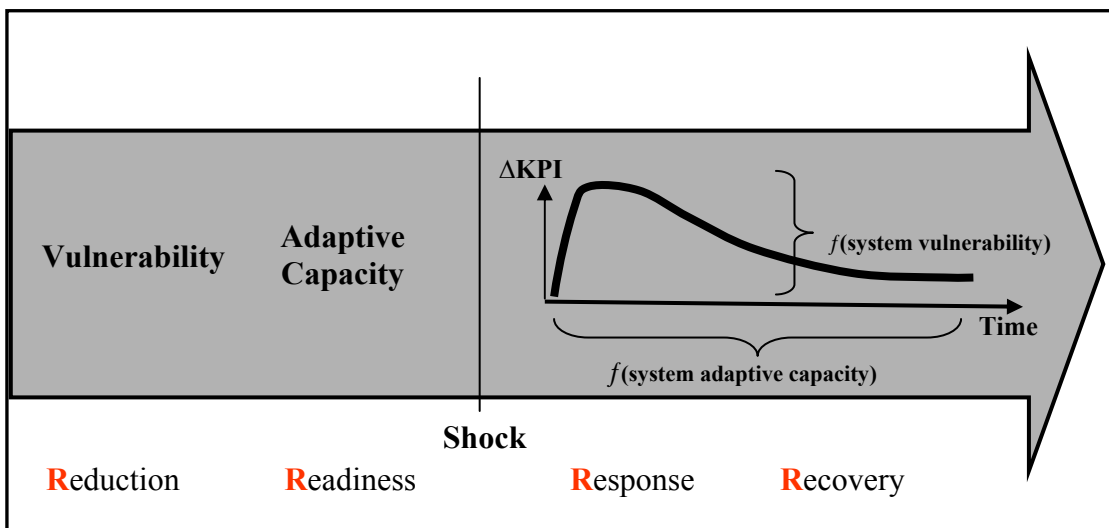 ΔKPI
Vulnerability
Adaptive
Capacity
f(system vulnerability)
Time
f(system adaptive capacity)
Shock
Reduction Readiness Response Recovery